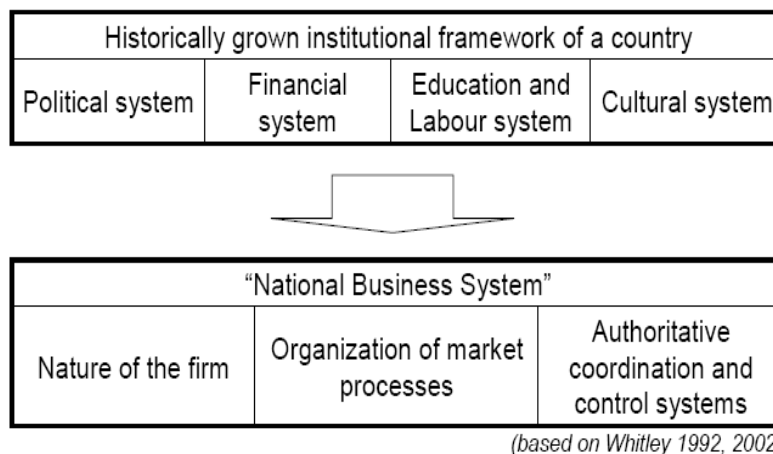 Historically grown institutional framework of a country
Political system
Financial
system
Education and
Labour system
Cultural system
“National Business System”
Nature of the firm
Organization of market
processes
Authoritative
coordination and
control systems
(based on Whitley 1992, 2002